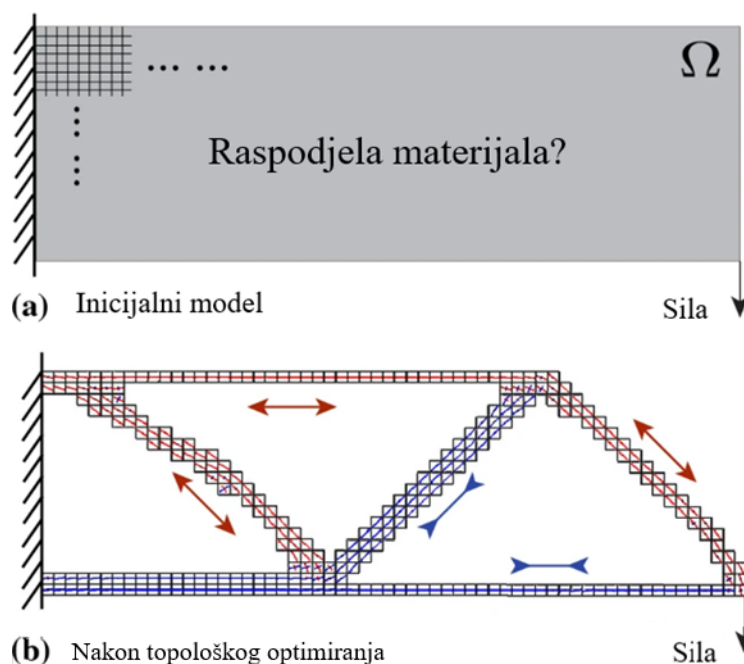 ... ...
Ω
Raspodjela materijala?
(a) Inicijalni model
Sila
(b) Nakon topološkog optimiranja
Sila